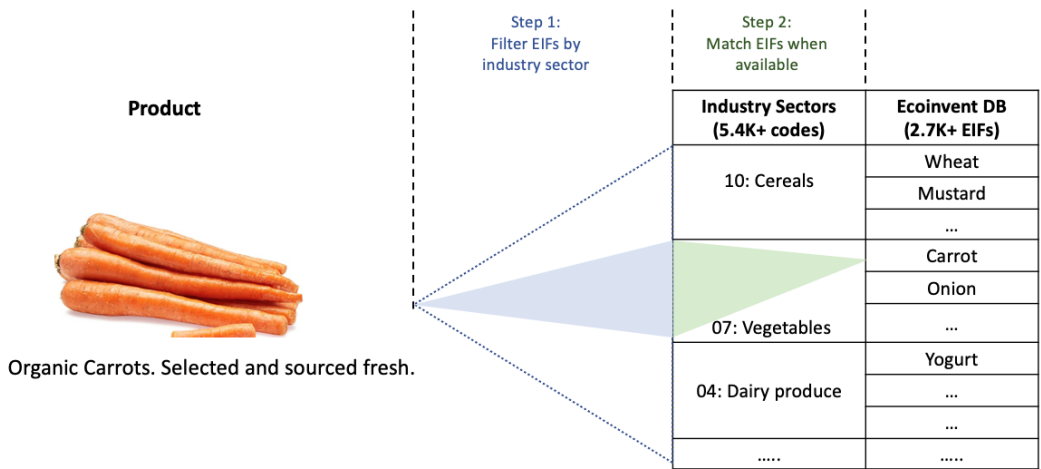 Step 1:
Filter EIFs by
industry sector
Step 2:
Match EIFs when
available
Product
Industry Sectors
(5.4K+ codes)
Ecoinvent DB
(2.7K+ EIFs)
10: Cereals
Wheat
Mustard
...
07: Vegetables
Carrot
Onion
...
04: Dairy produce
Yogurt
...
...
.....
.....
Organic Carrots. Selected and sourced fresh.